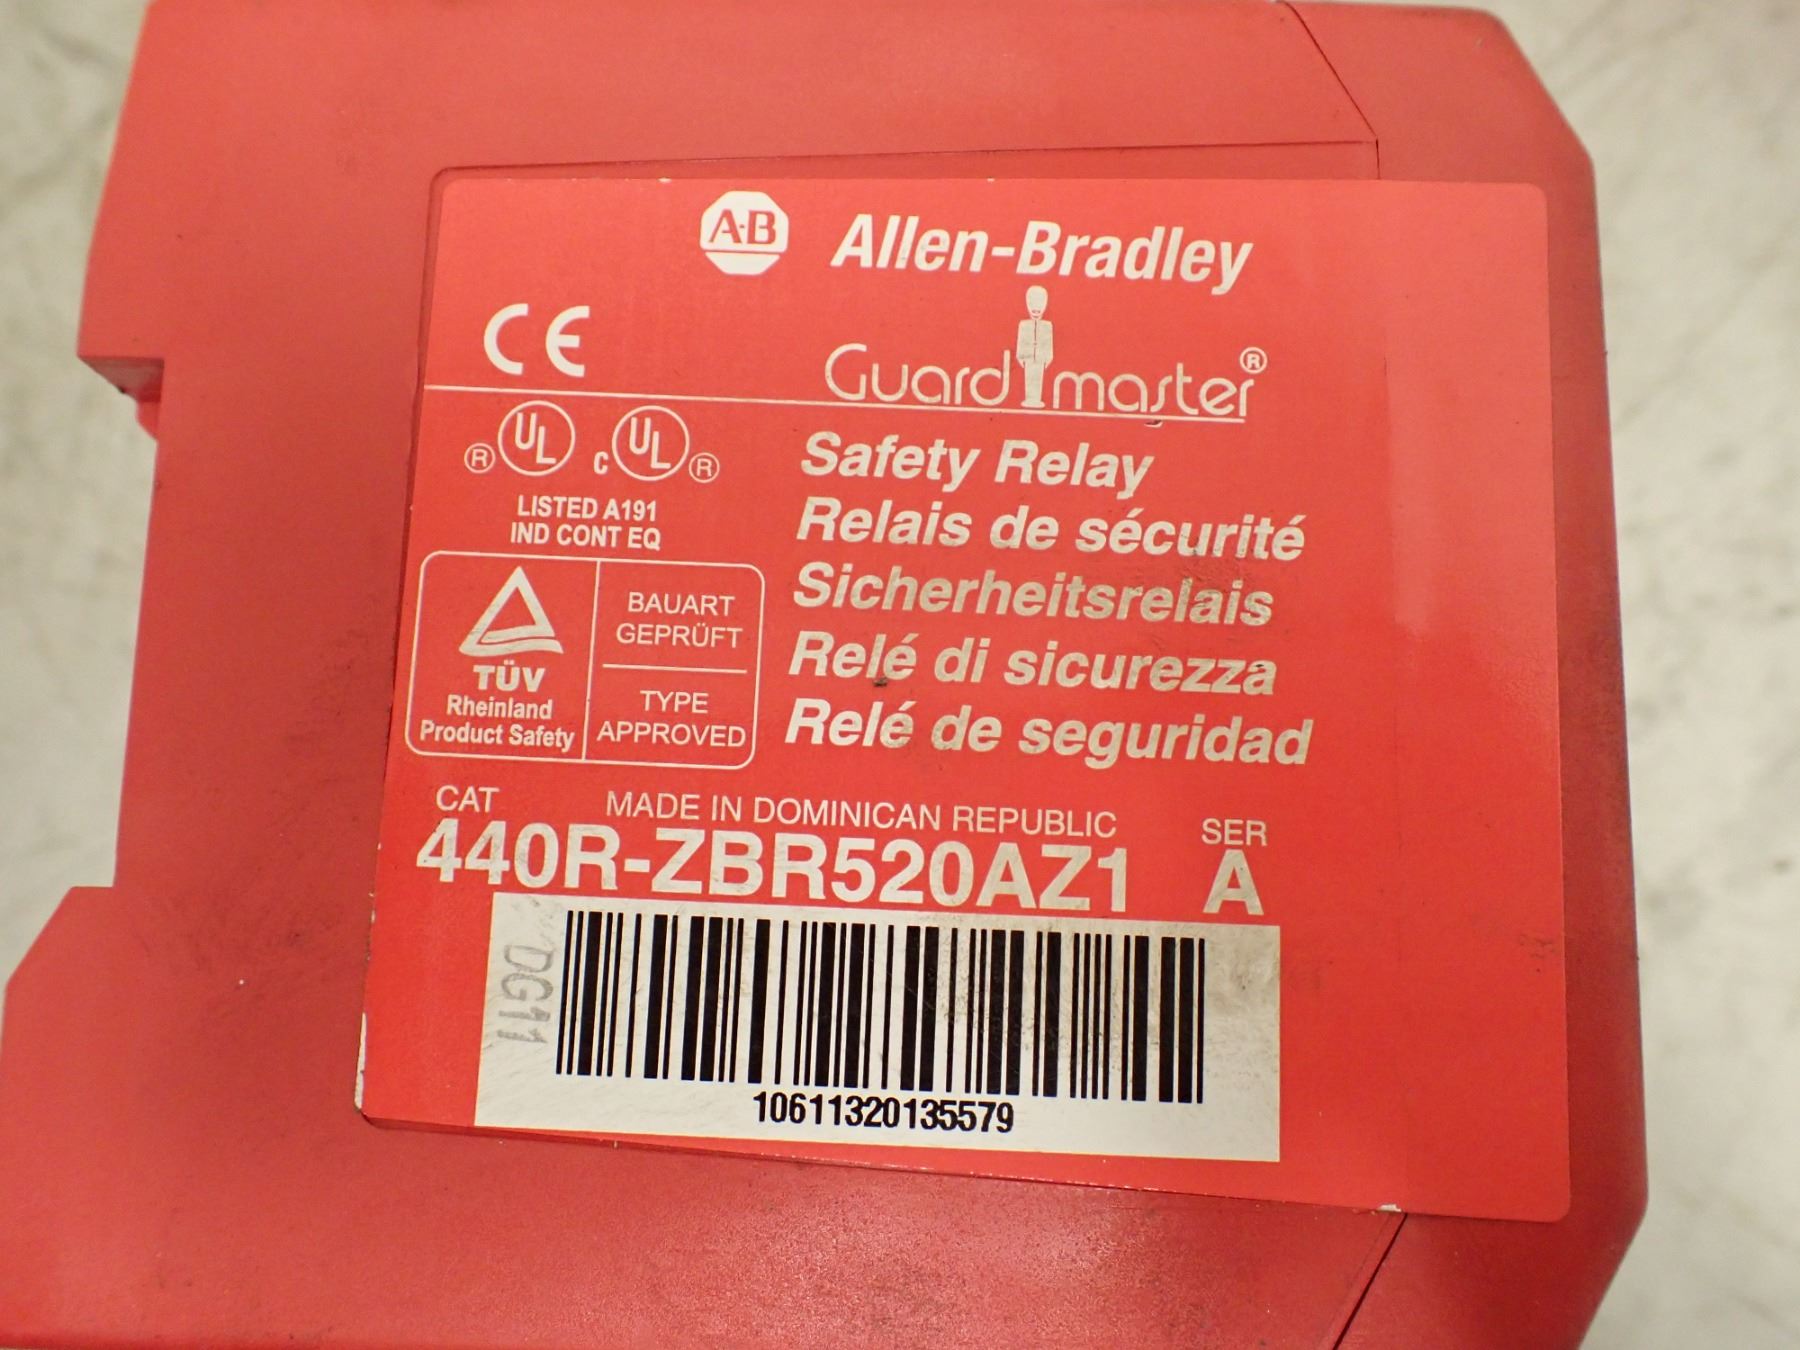 A-B Allen-Bradley
CE
Guardmaster®
® UL c UL ®
LISTED A191
IND CONT EQ
TÜV
Rheinland
Product Safety
BAUART
GEPRÜFT
TYPE
APPROVED
Safety Relay
Relais de sécurité
Sicherheitsrelais
Relé di sicurezza
Relé de seguridad
CAT MADE IN DOMINICAN REPUBLIC SER
440R-ZBR520AZ1 A
DG11
10611320135579